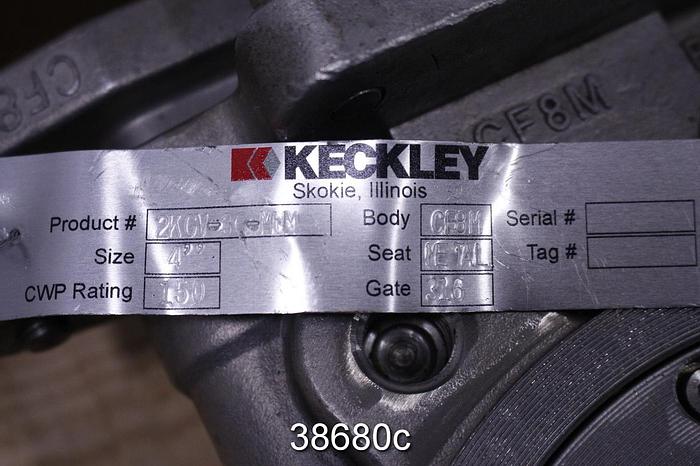 CF8
CF8M
KECKLEY
Skokie, Illinois
Product # Body CF8M Serial #
Size 4" Seat METAL Tag #
CWP Rating 150 Gate 316
38680c